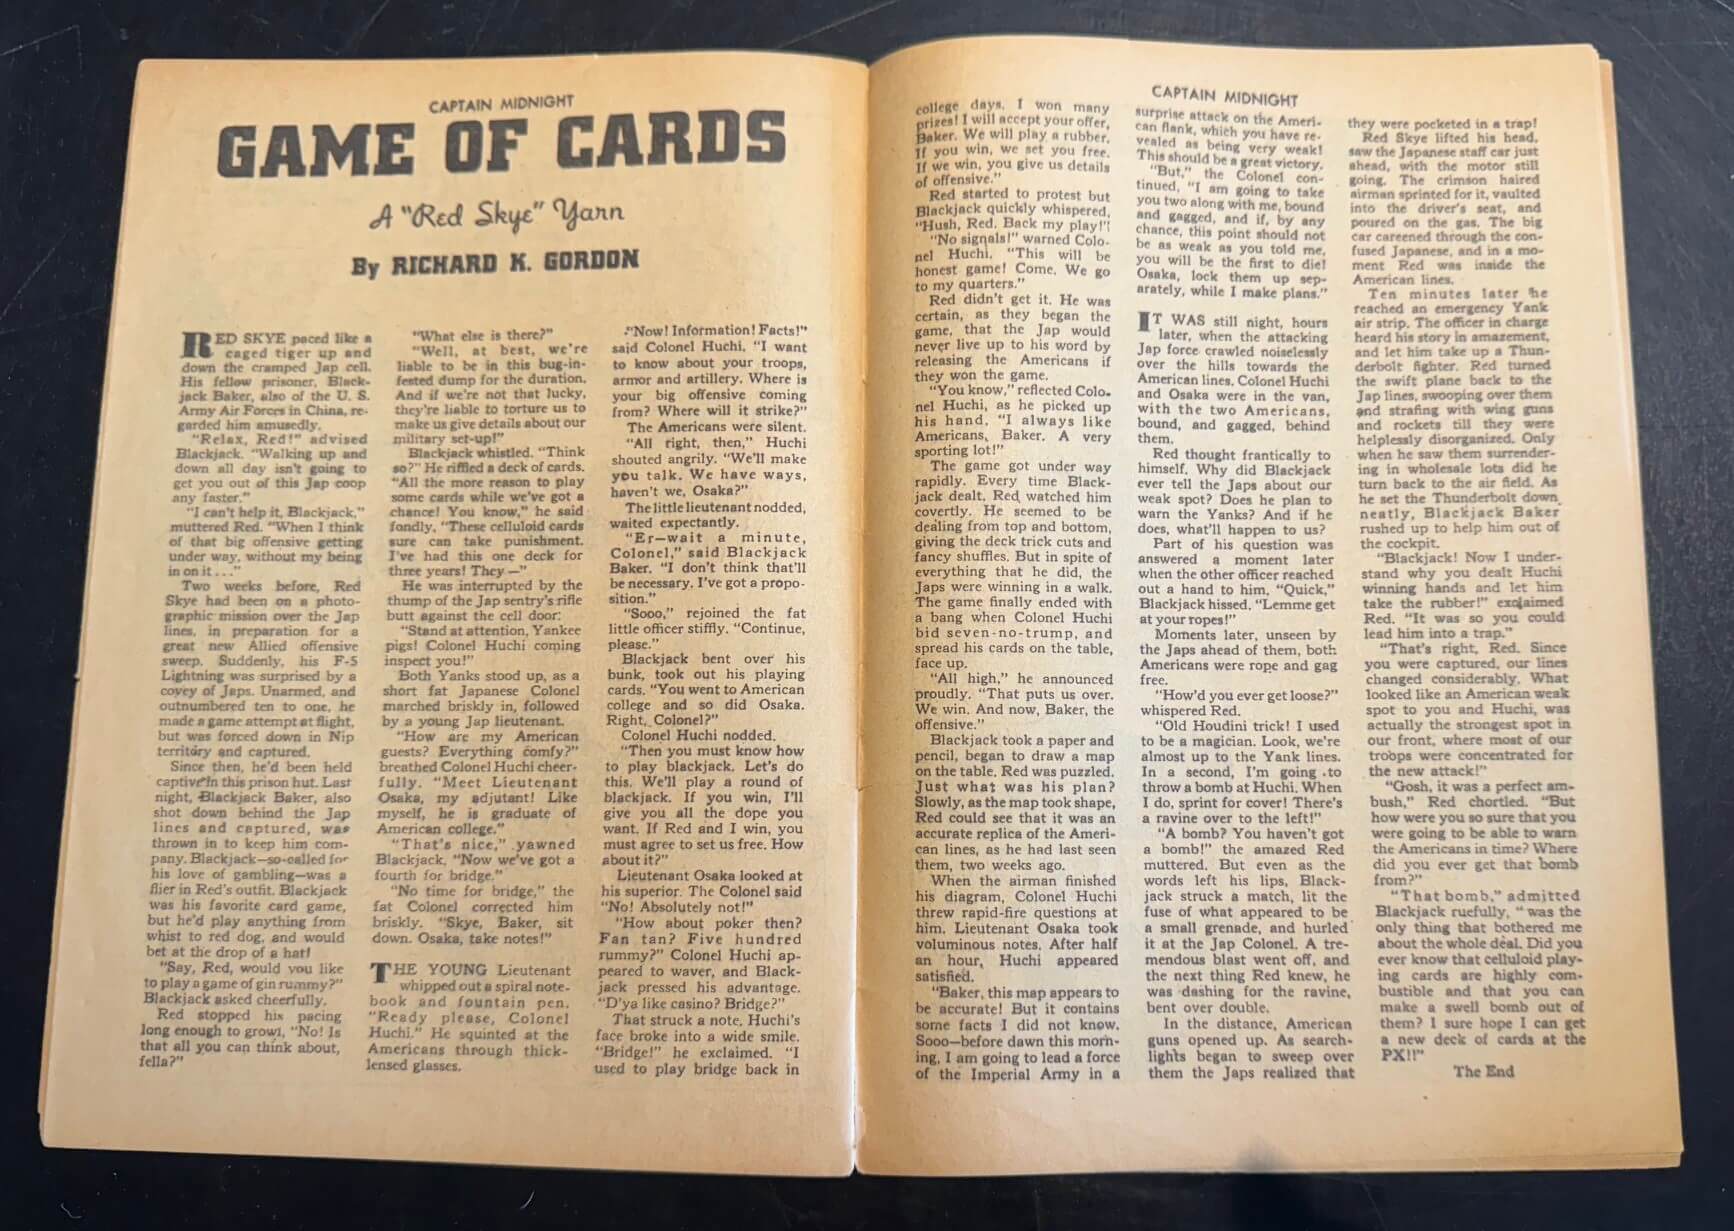 CAPTAIN MIDNIGHT
GAME OF CARDS
A "Red Skye" Yarn
By RICHARD K. GORDON
RED SKYE paced like a
caged tiger up and
down the cramped Jap cell.
His fellow prisoner, Black-
jack Baker, also of the U. S.
Army Air Forces in China, re-
garded him amusedly.
"Relax, Red!" advised
Blackjack. "Walking up and
down all day isn't going to
get you out of this Jap coop
any faster."
"I can't help it, Blackjack,"
muttered Red. "When I think
of that big offensive getting
under way, without my being
in on it . . ."
Two weeks before, Red
Skye had been on a photo-
graphic mission over the Jap
lines, in preparation for a
great new Allied offensive
sweep. Suddenly, his F-5
Lightning was surprised by a
covey of Japs. Unarmed, and
outnumbered ten to one, he
made a game attempt at flight,
but was forced down in Nip
territory and captured.
Since then, he'd been held
captive in this prison hut. Last
night, Blackjack Baker, also
shot down behind the Jap
lines and captured, was
thrown in to keep him com-
pany. Blackjack—so-called for
his love of gambling—was a
flier in Red's outfit. Blackjack
was his favorite card game,
but he'd play anything from
whist to red dog, and would
bet at the drop of a hat!
"Say, Red, would you like
to play a game of gin rummy?"
Blackjack asked cheerfully.
Red stopped his pacing
long enough to growl, "No! Is
that all you can think about,
fella?"
"What else is there?"
"Well, at best, we're
liable to be in this bug-in-
fested dump for the duration.
And if we're not that lucky,
they're liable to torture us to
make us give details about our
military set-up!"
Blackjack whistled. "Think
so?" He riffled a deck of cards.
"All the more reason to play
some cards while we've got a
chance! You know," he said
fondly, "These celluloid cards
sure can take punishment.
I've had this one deck for
three years! They —"
He was interrupted by the
thump of the Jap sentry's rifle
butt against the cell door:
"Stand at attention, Yankee
pigs! Colonel Huchi coming
inspect you!"
Both Yanks stood up, as a
short fat Japanese Colonel
marched briskly in, followed
by a young Jap lieutenant.
"How are my American
guests? Everything comfy?"
breathed Colonel Huchi cheer-
fully. "Meet Lieutenant
Osaka, my adjutant! Like
myself, he is graduate of
American college."
"That's nice," yawned
Blackjack. "Now we've got a
fourth for bridge."
"No time for bridge," the
fat Colonel corrected him
briskly. "Skye, Baker, sit
down. Osaka, take notes!"
THE YOUNG Lieutenant
whipped out a spiral note-
book and fountain pen.
"Ready please, Colonel
Huchi." He squinted at the
Americans through thick-
lensed glasses.
"Now! Information! Facts!"
said Colonel Huchi. "I want
to know about your troops,
armor and artillery. Where is
your big offensive coming
from? Where will it strike?"
The Americans were silent.
"All right, then," Huchi
shouted angrily. "We'll make
you talk. We have ways,
haven't we, Osaka?"
The little lieutenant nodded,
waited expectantly.
"Er—wait a minute,
Colonel," said Blackjack
Baker. "I don't think that'll
be necessary. I've got a propo-
sition."
"Sooo," rejoined the fat
little officer stiffly. "Continue,
please."
Blackjack bent over his
bunk, took out his playing
cards. "You went to American
college and so did Osaka.
Right, Colonel?"
Colonel Huchi nodded.
"Then you must know how
to play blackjack. Let's do
this. We'll play a round of
blackjack. If you win, I'll
give you all the dope you
want. If Red and I win, you
must agree to set us free. How
about it?"
Lieutenant Osaka looked at
his superior. The Colonel said
"No! Absolutely not!"
"How about poker then?
Fan tan? Five hundred
rummy?" Colonel Huchi ap-
peared to waver, and Black-
jack pressed his advantage.
"D'ya like casino? Bridge?"
That struck a note. Huchi's
face broke into a wide smile.
"Bridge!" he exclaimed. "I
used to play bridge back in
CAPTAIN MIDNIGHT
college days. I won many
prizes! I will accept your offer,
Baker. We will play a rubber.
If you win, we set you free.
If we win, you give us details
of offensive."
Red started to protest but
Blackjack quickly whispered,
"Hush, Red. Back my play!"
"No signals!" warned Colo-
nel Huchi. "This will be
honest game! Come. We go
to my quarters."
Red didn't get it. He was
certain, as they began the
game, that the Jap would
never live up to his word by
releasing the Americans if
they won the game.
"You know," reflected Colo-
nel Huchi, as he picked up
his hand. "I always like
Americans, Baker. A very
sporting lot!"
The game got under way
rapidly. Every time Black-
jack dealt, Red watched him
covertly. He seemed to be
dealing from top and bottom,
giving the deck trick cuts and
fancy shuffles. But in spite of
everything that he did, the
Japs were winning in a walk.
The game finally ended with
a bang when Colonel Huchi
bid seven-no-trump, and
spread his cards on the table,
face up.
"All high," he announced
proudly. "That puts us over.
We win. And now, Baker, the
offensive."
Blackjack took a paper and
pencil, began to draw a map
on the table. Red was puzzled.
Just what was his plan?
Slowly, as the map took shape,
Red could see that it was an
accurate replica of the Ameri-
can lines, as he had last seen
them, two weeks ago.
When the airman finished
his diagram, Colonel Huchi
threw rapid-fire questions at
him. Lieutenant Osaka took
voluminous notes. After half
an hour, Huchi appeared
satisfied.
"Baker, this map appears to
be accurate! But it contains
some facts I did not know.
Sooo—before dawn this morn-
ing, I am going to lead a force
of the Imperial Army in a
surprise attack on the Ameri-
can flank, which you have re-
vealed as being very weak!
This should be a great victory.
"But," the Colonel con-
tinued, "I am going to take
you two along with me, bound
and gagged, and if, by any
chance, this point should not
be as weak as you told me,
you will be the first to die!
Osaka, lock them up sep-
arately, while I make plans."
IT WAS still night, hours
later, when the attacking
Jap force crawled noiselessly
over the hills towards the
American lines. Colonel Huchi
and Osaka were in the van,
with the two Americans,
bound, and gagged, behind
them.
Red thought frantically to
himself. Why did Blackjack
ever tell the Japs about our
weak spot? Does he plan to
warn the Yanks? And if he
does, what'll happen to us?
Part of his question was
answered a moment later
when the other officer reached
out a hand to him. "Quick,"
Blackjack hissed. "Lemme get
at your ropes!"
Moments later, unseen by
the Japs ahead of them, both
Americans were rope and gag
free.
"How'd you ever get loose?"
whispered Red.
"Old Houdini trick! I used
to be a magician. Look, we're
almost up to the Yank lines.
In a second, I'm going to
throw a bomb at Huchi. When
I do, sprint for cover! There's
a ravine over to the left!"
"A bomb? You haven't got
a bomb!" the amazed Red
muttered. But even as the
words left his lips, Black-
jack struck a match, lit the
fuse of what appeared to be
a small grenade, and hurled
it at the Jap Colonel. A tre-
mendous blast went off, and
the next thing Red knew, he
was dashing for the ravine,
bent over double.
In the distance, American
guns opened up. As search-
lights began to sweep over
them the Japs realized that
they were pocketed in a trap!
Red Skye lifted his head,
saw the Japanese staff car just
ahead, with the motor still
going. The crimson haired
airman sprinted for it, vaulted
into the driver's seat, and
poured on the gas. The big
car careened through the con-
fused Japanese, and in a mo-
ment Red was inside the
American lines.
Ten minutes later he
reached an emergency Yank
air strip. The officer in charge
heard his story in amazement,
and let him take up a Thun-
derbolt fighter. Red turned
the swift plane back to the
Jap lines, swooping over them
and strafing with wing guns
and rockets till they were
helplessly disorganized. Only
when he saw them surrender-
ing in wholesale lots did he
turn back to the air field. As
he set the Thunderbolt down
neatly, Blackjack Baker
rushed up to help him out of
the cockpit.
"Blackjack! Now I under-
stand why you dealt Huchi
winning hands and let him
take the rubber!" exclaimed
Red. "It was so you could
lead him into a trap."
"That's right, Red. Since
you were captured, our lines
changed considerably. What
looked like an American weak
spot to you and Huchi, was
actually the strongest spot in
our front, where most of our
troops were concentrated for
the new attack!"
"Gosh, it was a perfect am-
bush," Red chortled. "But
how were you so sure that you
were going to be able to warn
the Americans in time? Where
did you ever get that bomb
from?"
"That bomb," admitted
Blackjack ruefully, "was the
only thing that bothered me
about the whole deal. Did you
ever know that celluloid play-
ing cards are highly com-
bustible and that you can
make a swell bomb out of
them? I sure hope I can get
a new deck of cards at the
PX!!"
The End